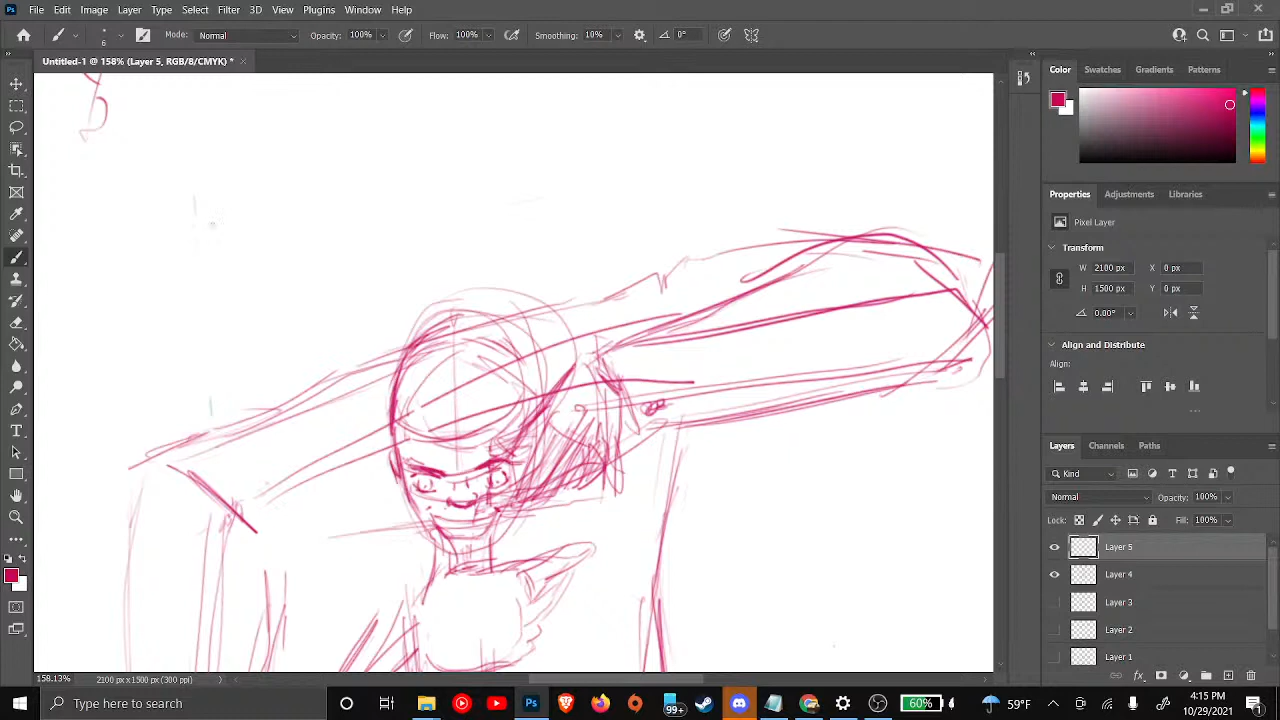 File Edit Image Layer Type Select Filter 3D View Plugins Window Help
Mode: Normal Opacity: 100% Flow: 100% Smoothing: 10% 0°
Untitled-1 @ 158% (Layer 5, RGB/8/CMYK) * ×
Color Swatches Gradients Patterns
Properties Adjustments Libraries
Pixel Layer
Transform
W 2100 px X 0 px
H 1500 px Y 0 px
0.00°
Align and Distribute
Align:
...
Layers Channels Paths
Kind
Normal Opacity: 100%
Lock: Fill: 100%
Layer 5
Layer 4
Layer 3
Layer 2
Layer 1
158.13% 2100 px x 1500 px (300 ppi)
Type here to search
99+
60%
59°F
4:15 PM
10/29/2021